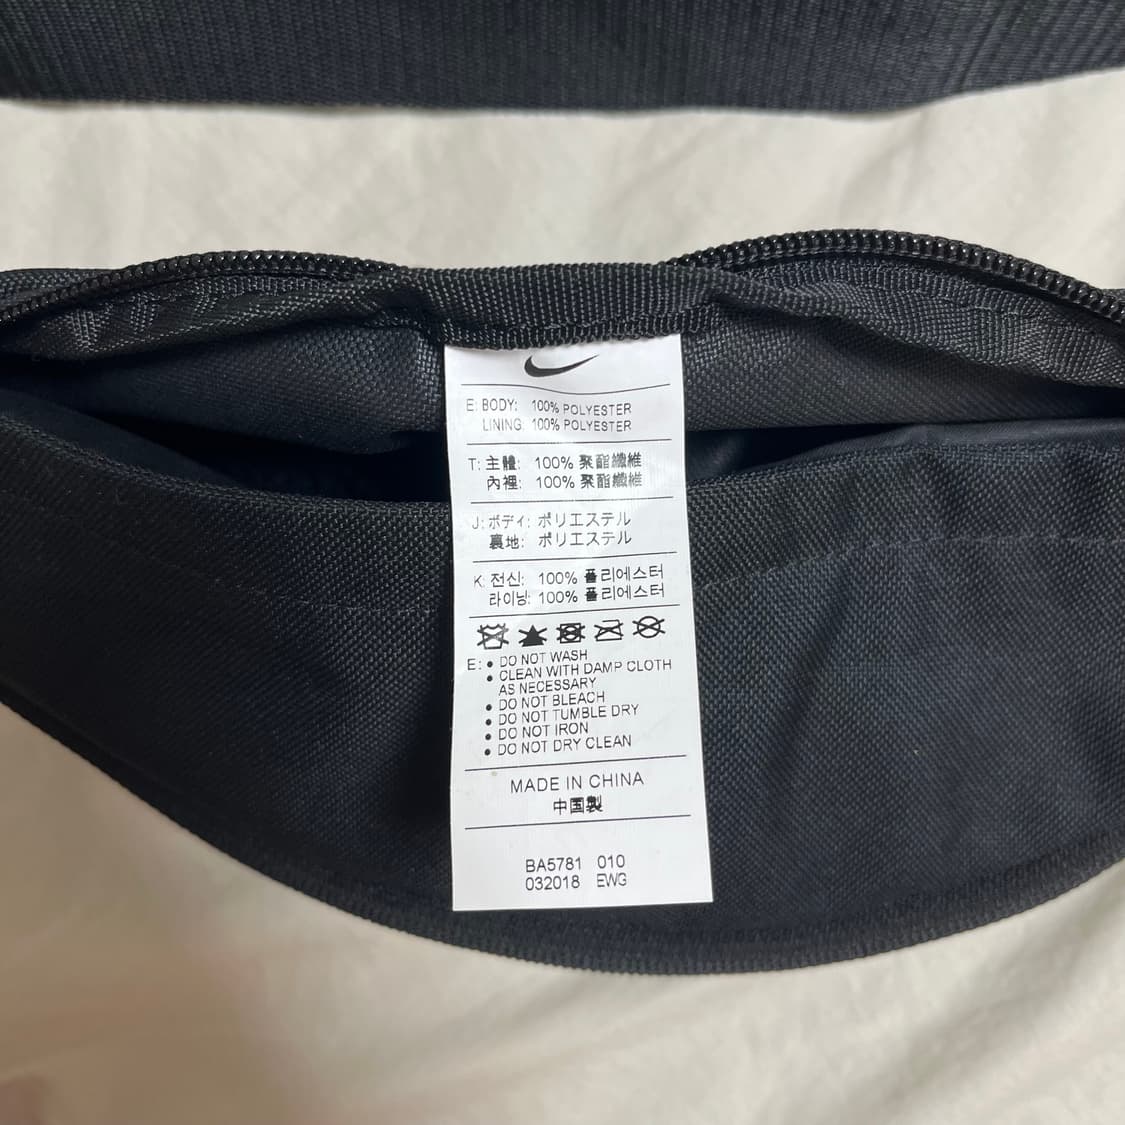 E: BODY: 100% POLYESTER
LINING: 100% POLYESTER
T: 主體: 100% 聚酯纖維
內裡: 100% 聚酯纖維
J: ボディ: ポリエステル
裏地: ポリエステル
K: 전신: 100% 폴리에스터
라이닝: 100% 폴리에스터
E: • DO NOT WASH
• CLEAN WITH DAMP CLOTH
AS NECESSARY
• DO NOT BLEACH
• DO NOT TUMBLE DRY
• DO NOT IRON
• DO NOT DRY CLEAN
MADE IN CHINA
中国製
BA5781 010
032018 EWG